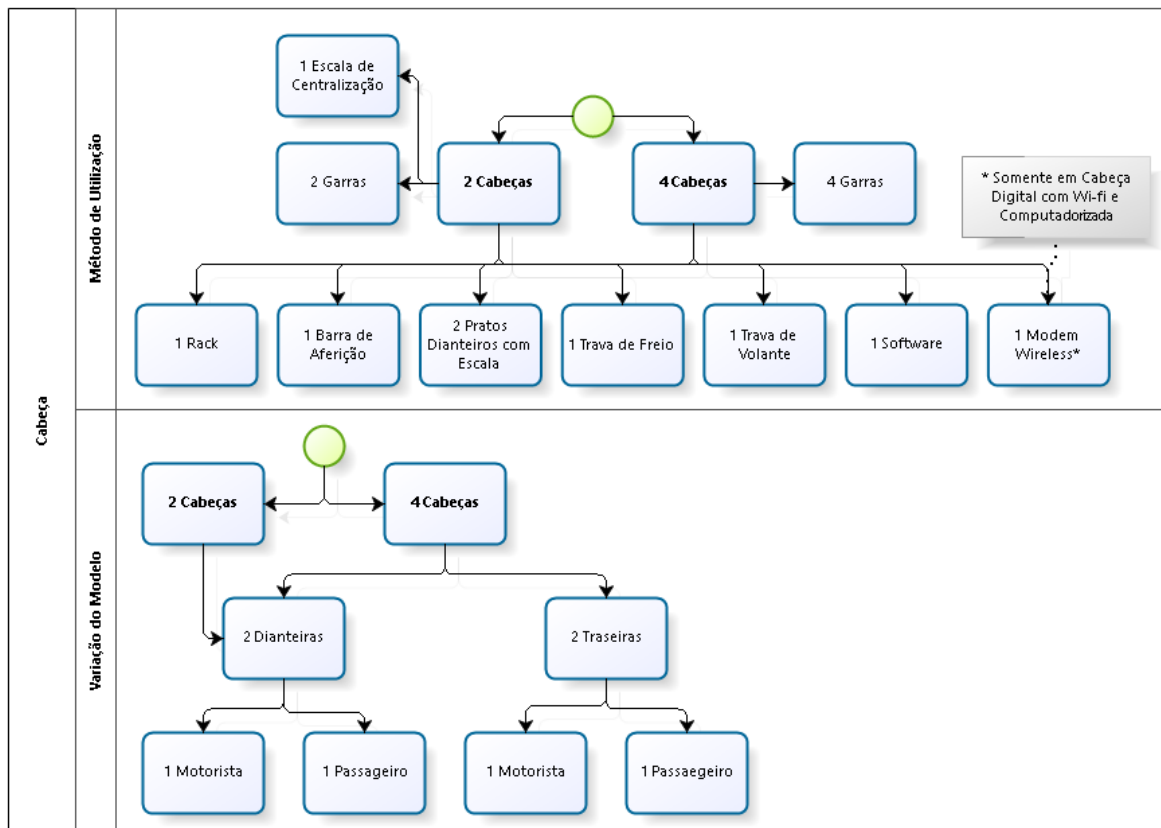 Cabeça
Método de Utilização
1 Escala de
Centralização
2 Garras
2 Cabeças
4 Cabeças
4 Garras
* Somente em Cabeça
Digital com Wi-fi e
Computadorizada
1 Rack
1 Barra de
Aferição
2 Pratos
Dianteiros com
Escala
1 Trava de Freio
1 Trava de
Volante
1 Software
1 Modem
Wireless*
Variação do Modelo
2 Cabeças
4 Cabeças
2 Dianteiras
2 Traseiras
1 Motorista
1 Passageiro
1 Motorista
1 Passaegeiro